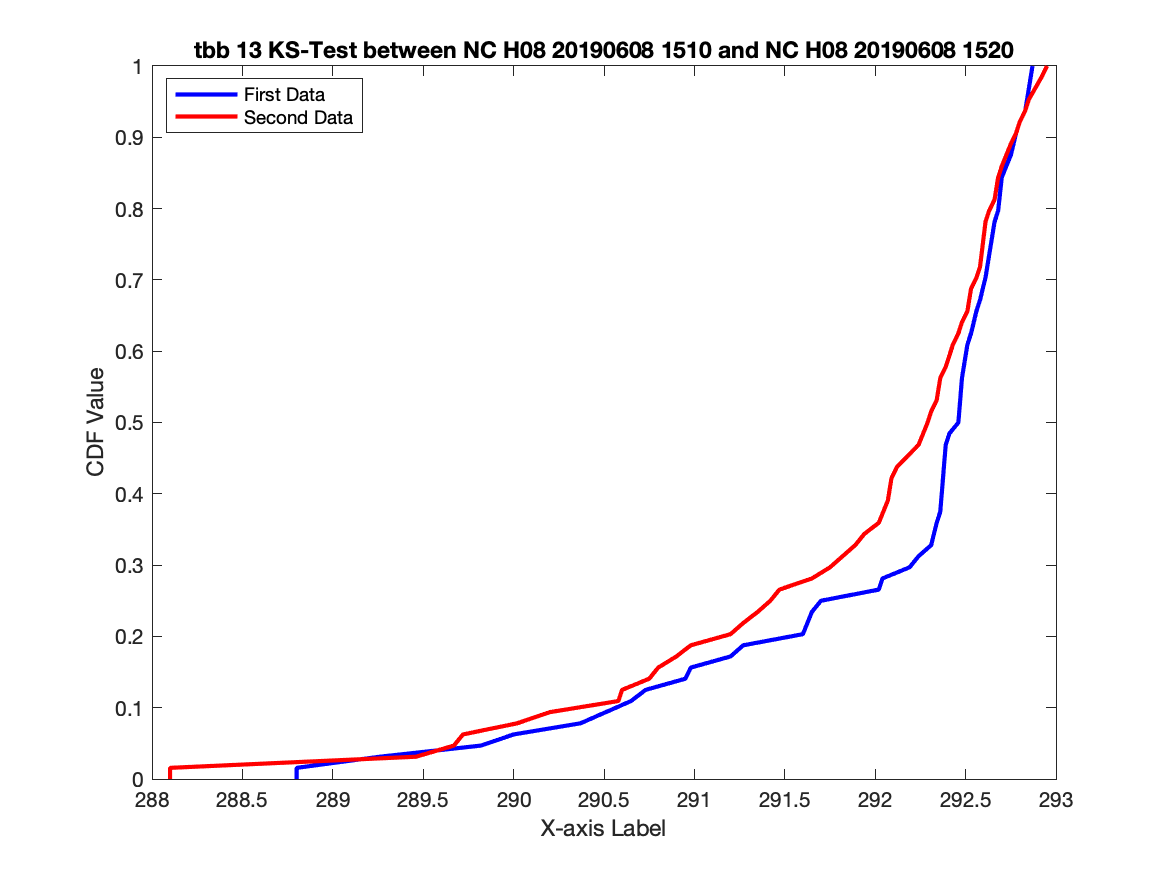 tbb 13 KS-Test between NC H08 20190608 1510 and NC H08 20190608 1520
First Data
Second Data
1
0.9
0.8
0.7
0.6
0.5
0.4
0.3
0.2
0.1
0
CDF Value
288 288.5 289 289.5 290 290.5 291 291.5 292 292.5 293
X-axis Label